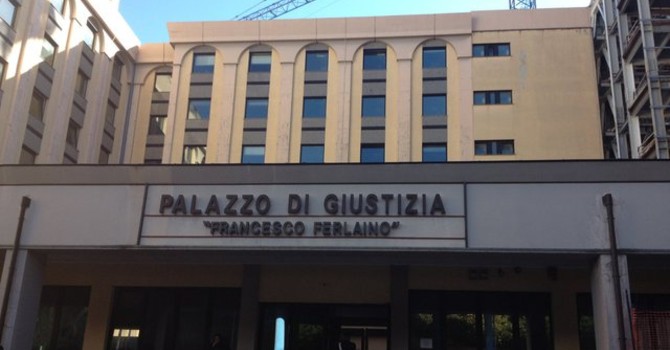 PALAZZO DI GIUSTIZIA
"FRANCESCO FERLAINO"